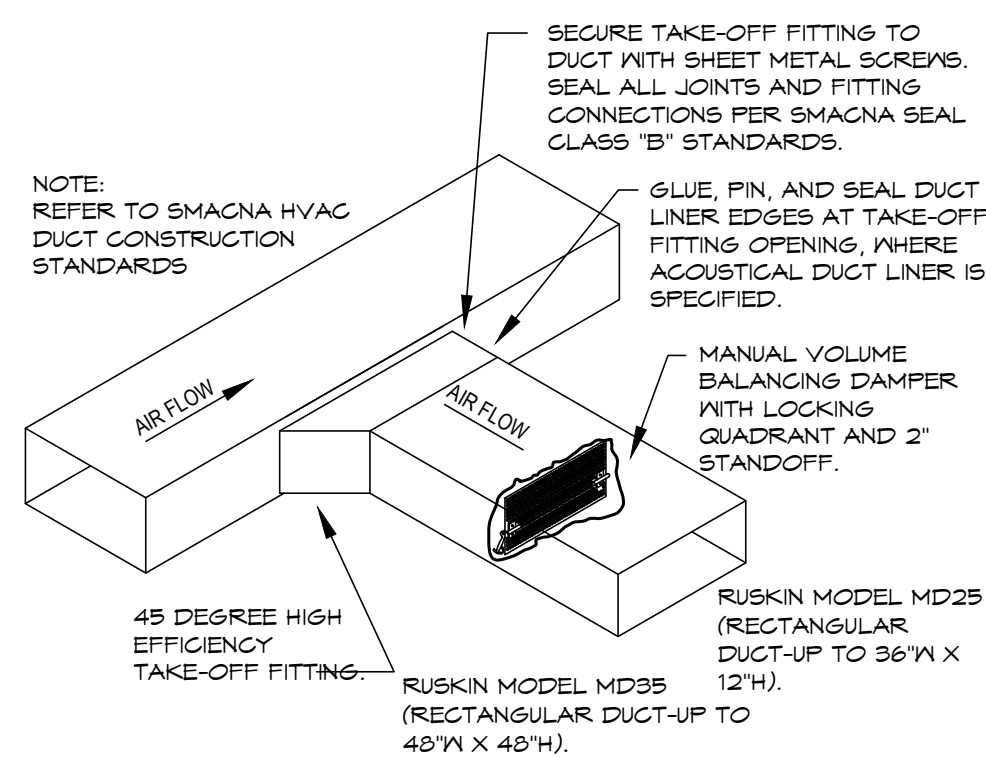 SECURE TAKE-OFF FITTING TO
DUCT WITH SHEET METAL SCREWS.
SEAL ALL JOINTS AND FITTING
CONNECTIONS PER SMACNA SEAL
CLASS "B" STANDARDS.
NOTE:
REFER TO SMACNA HVAC
DUCT CONSTRUCTION
STANDARDS
GLUE, PIN, AND SEAL DUCT
LINER EDGES AT TAKE-OFF
FITTING OPENING, WHERE
ACOUSTICAL DUCT LINER IS
SPECIFIED.
MANUAL VOLUME
BALANCING DAMPER
WITH LOCKING
QUADRANT AND 2"
STANDOFF.
AIR FLOW
AIR FLOW
45 DEGREE HIGH
EFFICIENCY
TAKE-OFF FITTING.
RUSKIN MODEL MD25
(RECTANGULAR
DUCT-UP TO 36"W X
12"H).
RUSKIN MODEL MD35
(RECTANGULAR DUCT-UP TO
48"W X 48"H).